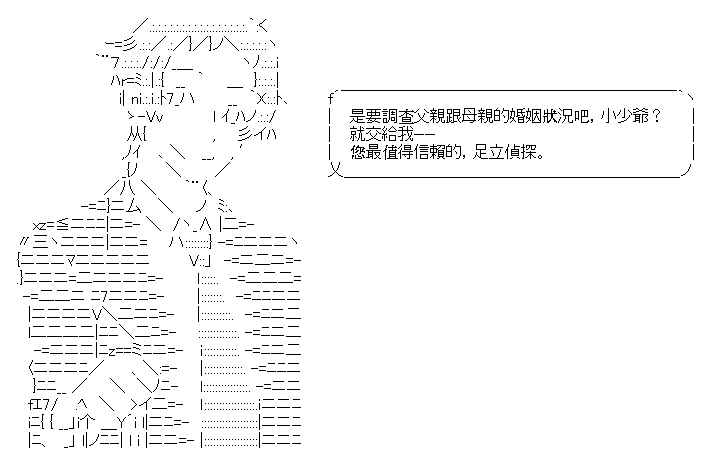 是要調査父親跟母親的婚姻狀況吧，小少爺？
就交給我――
您最值得信賴的，足立偵探。